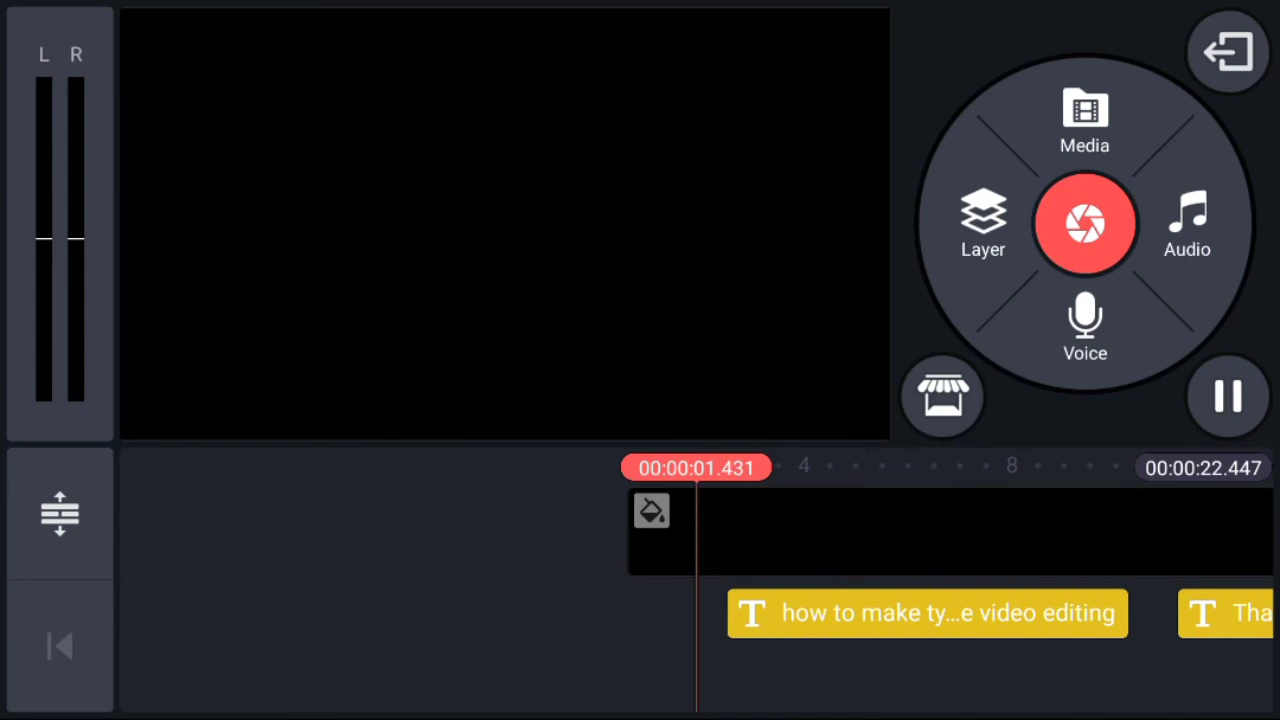 L R
Media
Layer
Audio
Voice
00:00:01.431
4
8
00:00:22.447
T how to make ty...e video editing
T Tha